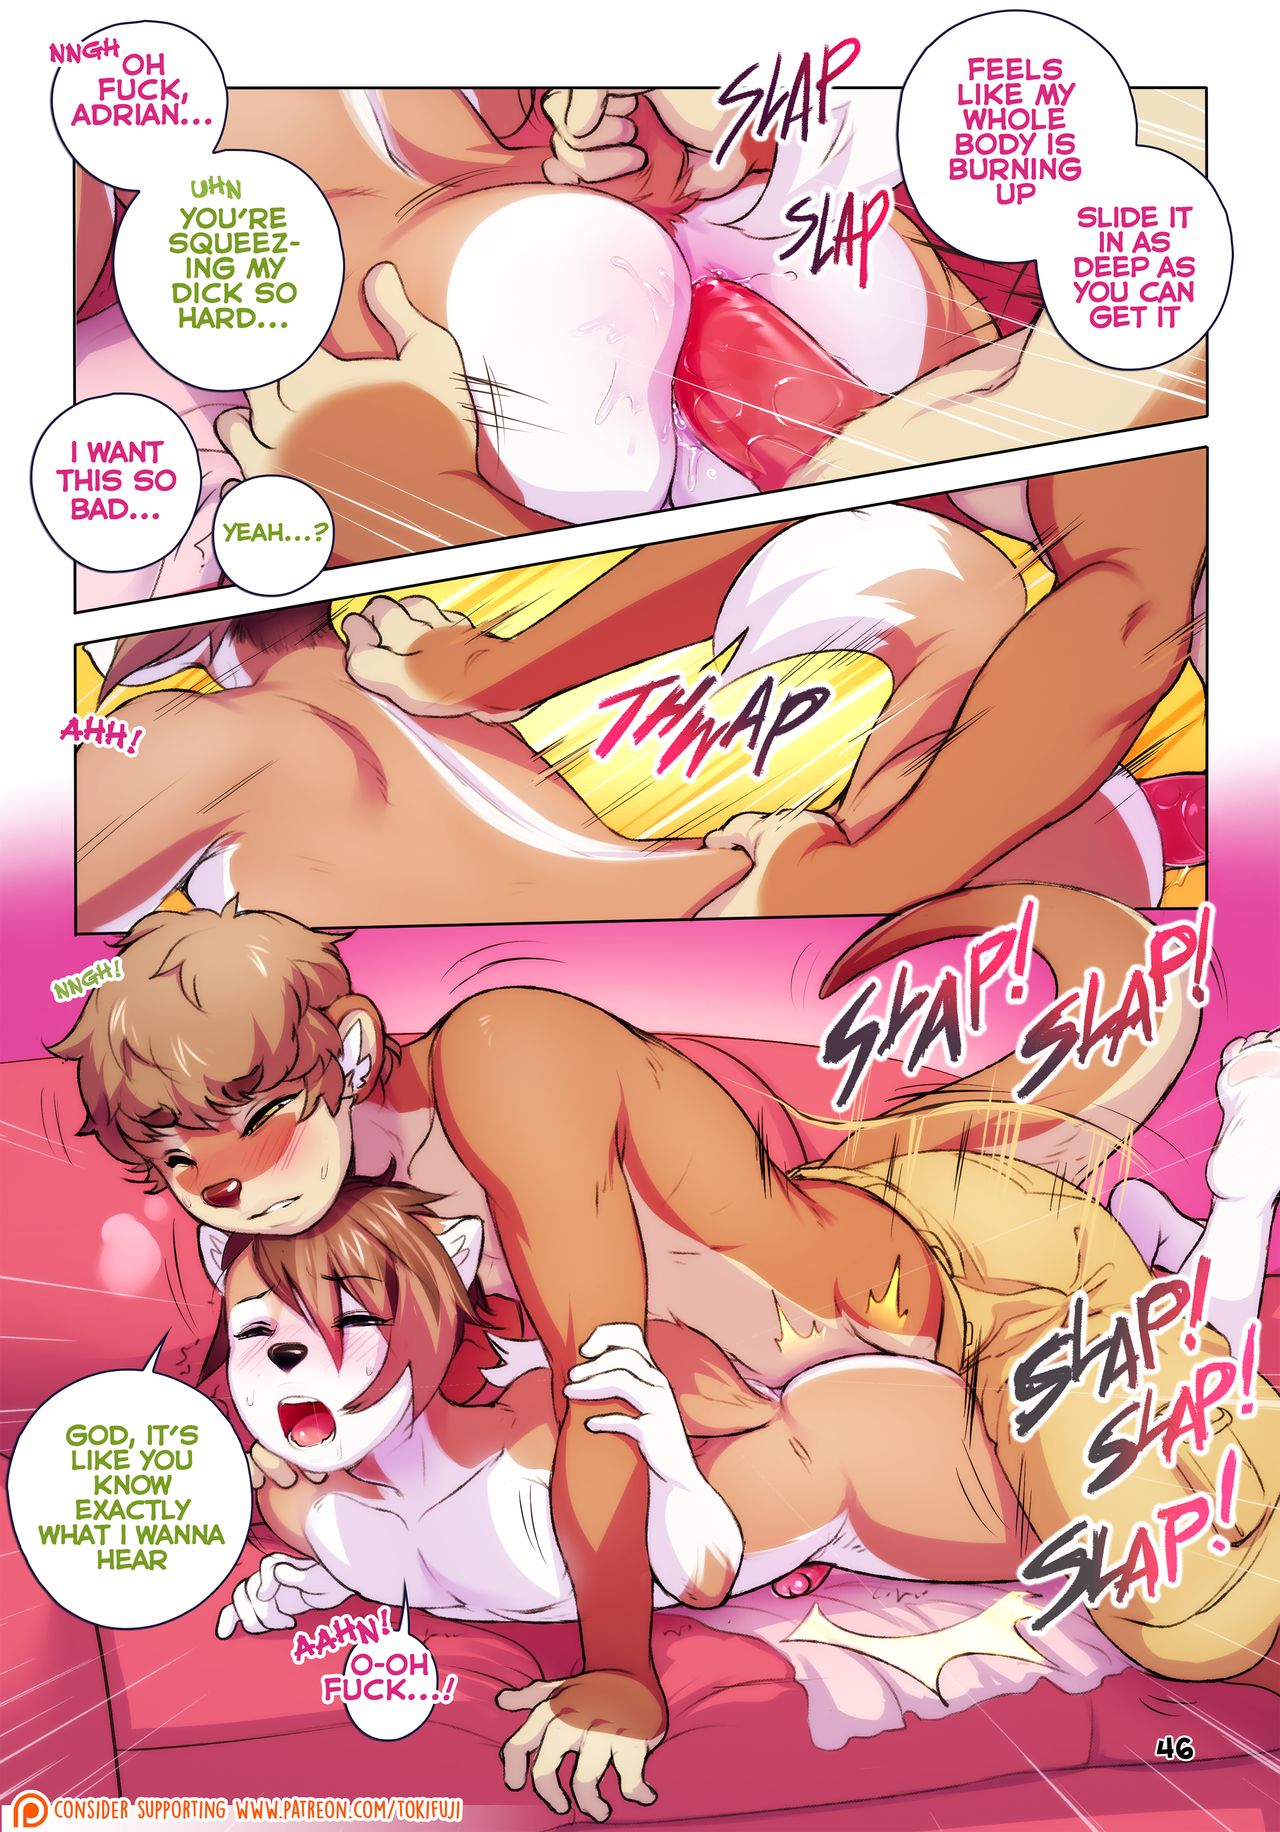 NNGH
OH
FUCK,
ADRIAN...
UHN
YOU'RE
SQUEEZ-
ING MY
DICK SO
HARD...
SLAP
SLAP
FEELS
LIKE MY
WHOLE
BODY IS
BURNING
UP
SLIDE IT
IN AS
DEEP AS
YOU CAN
GET IT
I WANT
THIS SO
BAD...
YEAH...?
AHH!
THWAP
NNGH!
SLAP!
SLAP!
SLAP!
SLAP!
SLAP!
GOD, IT'S
LIKE YOU
KNOW
EXACTLY
WHAT I WANNA
HEAR
AAHN!
O-OH
FUCK...!
46
CONSIDER SUPPORTING WWW.PATREON.COM/TOKIFUJI